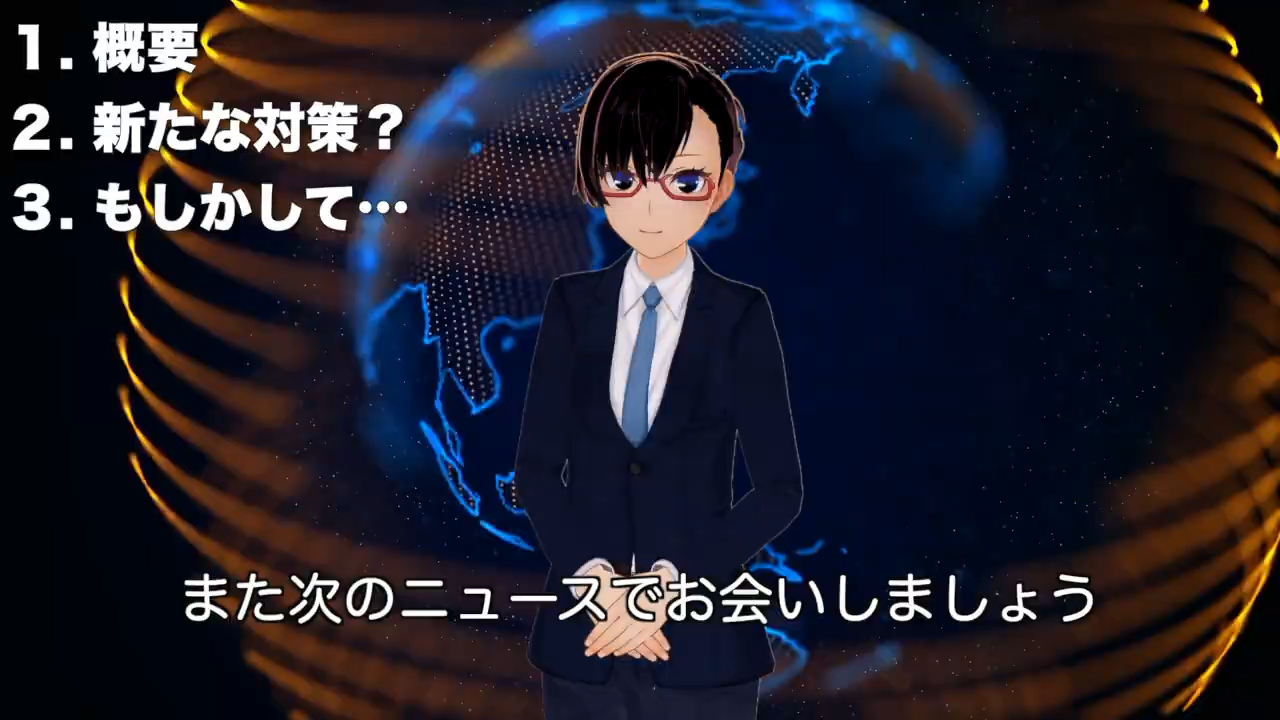 1. 概要
2. 新たな対策？
3. もしかして…
また次のニュースでお会いしましょう